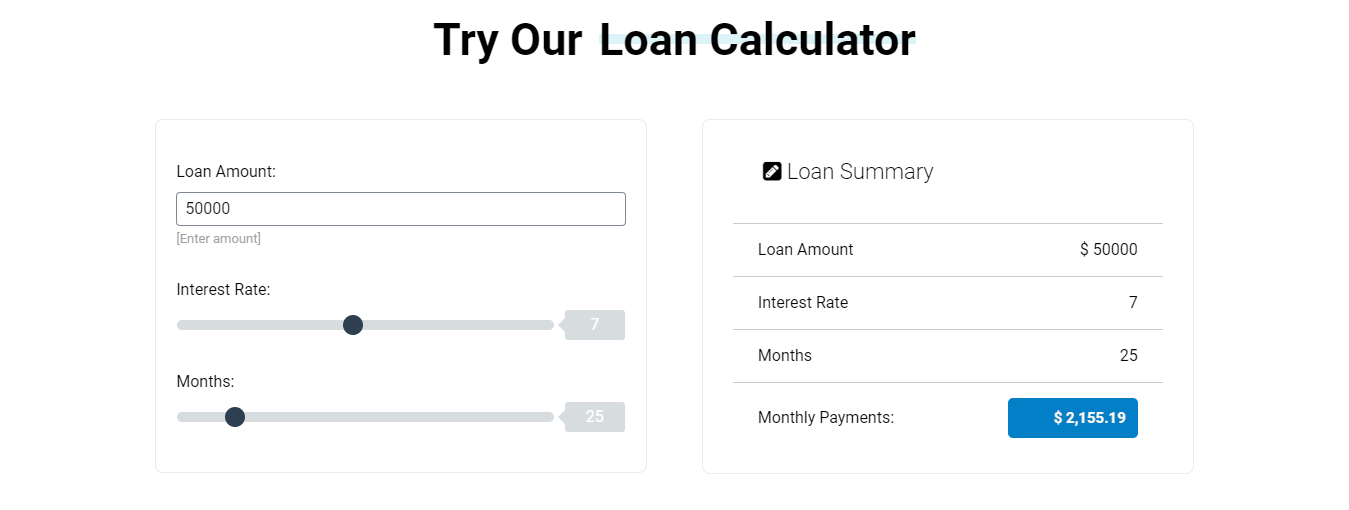 Try Our Loan Calculator
Loan Amount:
50000
[Enter amount]
Interest Rate:
7
Months:
25
Loan Summary
Loan Amount $ 50000
Interest Rate 7
Months 25
Monthly Payments: $ 2,155.19